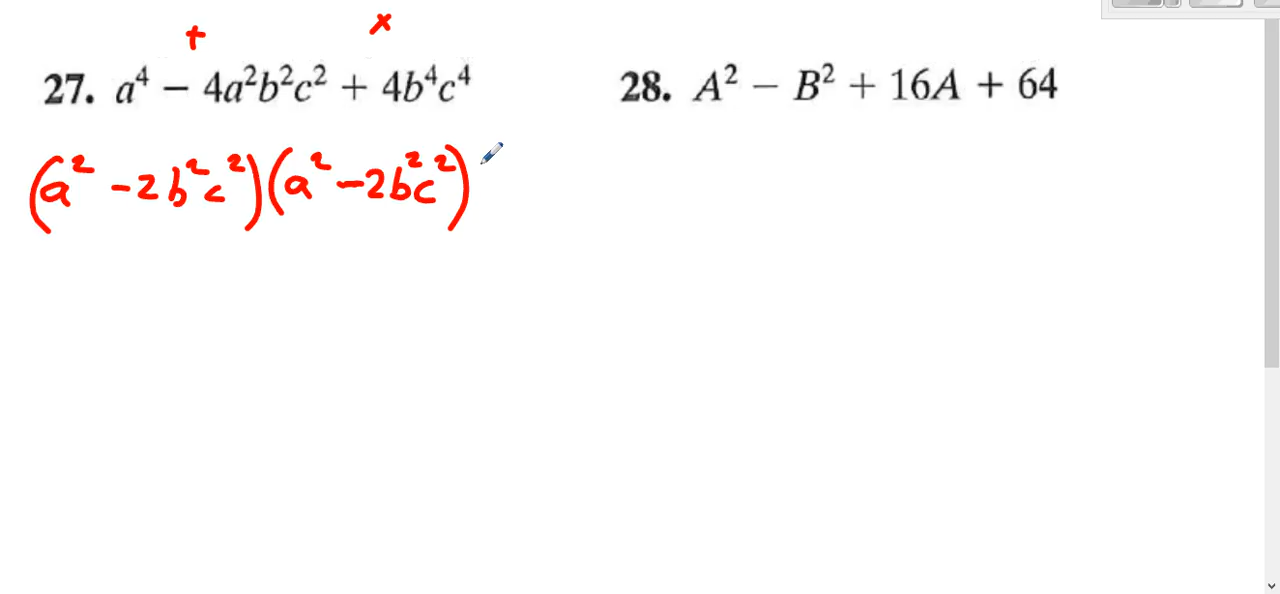 + ×
27. a⁴ − 4a²b²c² + 4b⁴c⁴
(a² −2b²c²)(a² −2b²c²)
28. A² − B² + 16A + 64